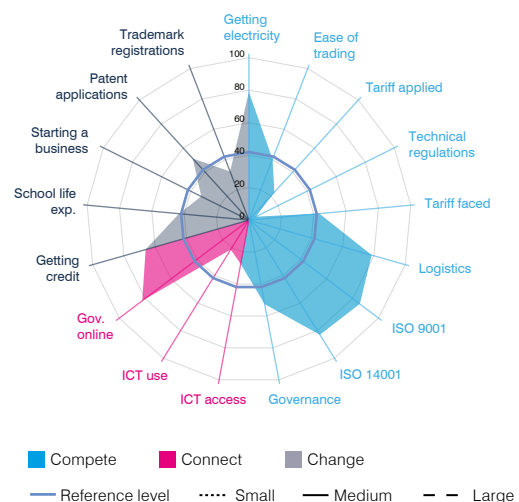 Getting
electricity
Trademark
registrations
Ease of
trading
100
Patent
applications
80
Tariff applied
60
Starting a
business
Technical
regulations
40
School life
exp.
20
Tariff faced
0
Getting
credit
Logistics
Gov.
online
ISO 9001
ICT use
ISO 14001
ICT access
Governance
Compete
Connect
Change
Reference level
Small
Medium
Large